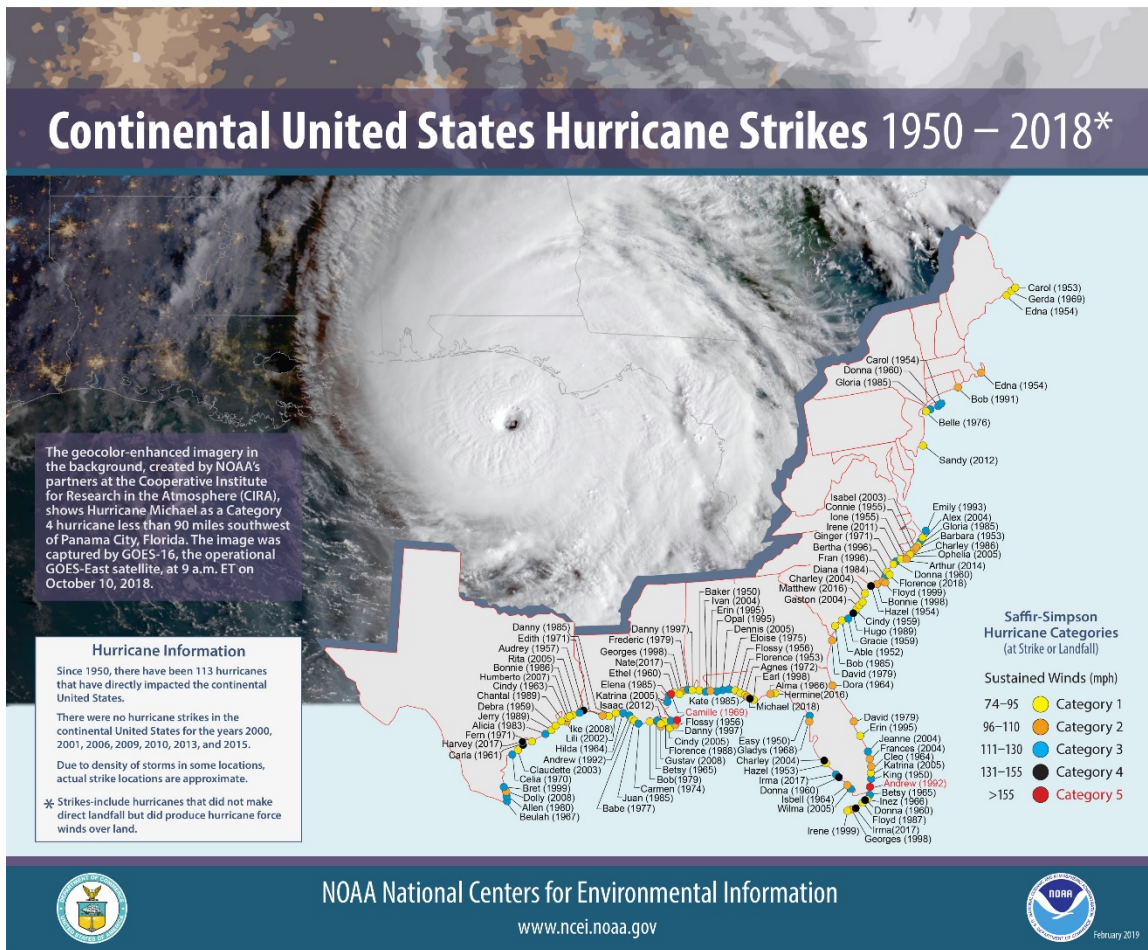 Continental United States Hurricane Strikes 1950 – 2018*
The geocolor-enhanced imagery in
the background, created by NOAA's
partners at the Cooperative Institute
for Research in the Atmosphere (CIRA),
shows Hurricane Michael as a Category
4 hurricane less than 90 miles southwest
of Panama City, Florida. The image was
captured by GOES-16, the operational
GOES-East satellite, at 9 a.m. ET on
October 10, 2018.
Hurricane Information
Since 1950, there have been 113 hurricanes
that have directly impacted the continental
United States.
There were no hurricane strikes in the
continental United States for the years 2000,
2001, 2006, 2009, 2010, 2013, and 2015.
Due to density of storms in some locations,
actual strike locations are approximate.
* Strikes-include hurricanes that did not make
direct landfall but did produce hurricane force
winds over land.
Carol (1953)
Gerda (1969)
Edna (1954)
Carol (1954)
Donna (1960)
Gloria (1985)
Edna (1954)
Bob (1991)
Belle (1976)
Sandy (2012)
Isabel (2003)
Connie (1955)
Ione (1955)
Irene (2011)
Ginger (1971)
Bertha (1996)
Fran (1996)
Diana (1984)
Charley (2004)
Matthew (2016)
Gaston (2004)
Emily (1993)
Alex (2004)
Gloria (1985)
Barbara (1953)
Charley (1986)
Ophelia (2005)
Arthur (2014)
Donna (1960)
Florence (2018)
Floyd (1999)
Bonnie (1998)
Hazel (1954)
Cindy (1959)
Hugo (1989)
Gracie (1959)
Able (1952)
Bob (1985)
David (1979)
Dora (1964)
David (1979)
Erin (1995)
Jeanne (2004)
Frances (2004)
Cleo (1964)
Katrina (2005)
King (1950)
Andrew (1992)
Betsy (1965)
Inez (1966)
Donna (1960)
Floyd (1987)
Irma(2017)
Georges (1998)
Irene (1999)
Easy (1950)
Gladys (1968)
Charley (2004)
Hazel (1953)
Irma (2017)
Donna (1960)
Isbell (1964)
Wilma (2005)
Baker (1950)
Ivan (2004)
Erin (1995)
Opal (1995)
Dennis (2005)
Eloise (1975)
Flossy (1956)
Florence (1953)
Agnes (1972)
Earl (1998)
Alma (1966)
Hermine(2016)
Michael (2018)
Kate (1985)
Danny (1997)
Frederic (1979)
Georges (1998)
Nate(2017)
Ethel (1960)
Elena (1985)
Katrina (2005)
Isaac (2012)
Camille (1969)
Flossy (1956)
Danny (1997)
Cindy (2005)
Florence (1988)
Gustav (2008)
Betsy (1965)
Bob(1979)
Carmen (1974)
Juan (1985)
Babe (1977)
Danny (1985)
Edith (1971)
Audrey (1957)
Rita (2005)
Bonnie (1986)
Humberto (2007)
Cindy (1963)
Chantal (1989)
Debra (1959)
Jerry (1989)
Alicia (1983)
Fern (1971)
Harvey (2017)
Carla (1961)
Ike (2008)
Lili (2002)
Hilda (1964)
Andrew (1992)
Claudette (2003)
Celia (1970)
Bret (1999)
Dolly (2008)
Allen (1980)
Beulah (1967)
Saffir-Simpson
Hurricane Categories
(at Strike or Landfall)
Sustained Winds (mph)
74–95 Category 1
96–110 Category 2
111–130 Category 3
131–155 Category 4
>155 Category 5
NOAA National Centers for Environmental Information
www.ncei.noaa.gov
DEPARTMENT OF COMMERCE
UNITED STATES OF AMERICA
NOAA
February 2019